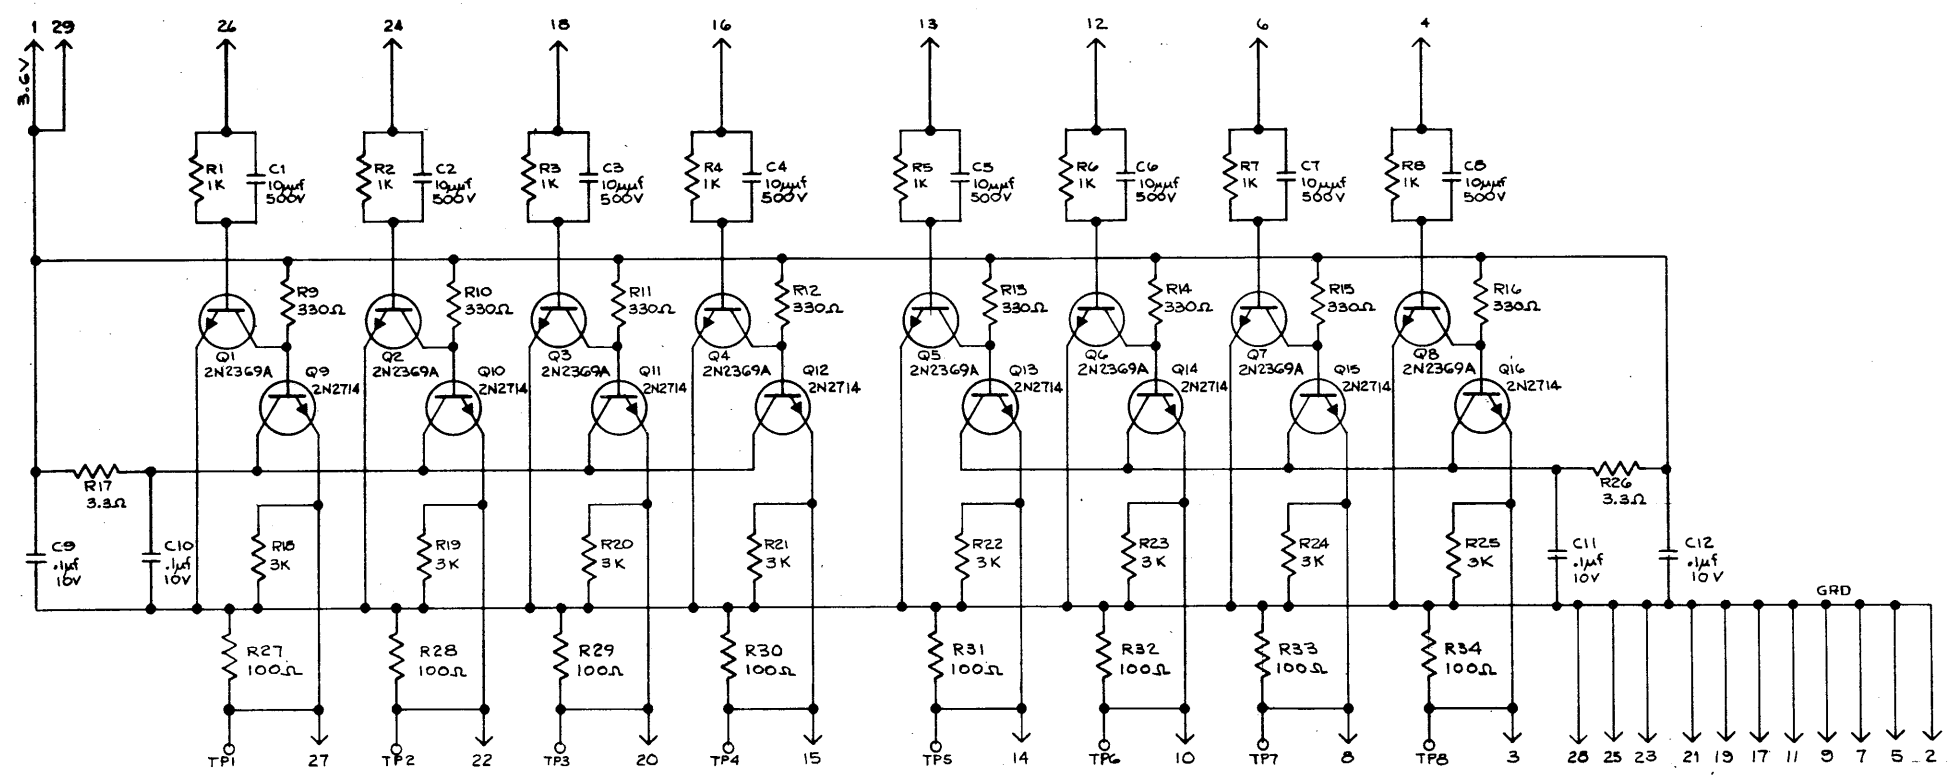 1 29 26 24 18 16 13 12 6 4
3.6V
R1 1K C1 10μμf 500V
R2 1K C2 10μμf 500V
R3 1K C3 10μμf 500V
R4 1K C4 10μμf 500V
R5 1K C5 10μμf 500V
R6 1K C6 10μμf 500V
R7 1K C7 10μμf 500V
R8 1K C8 10μμf 500V
R9 330Ω
R10 330Ω
R11 330Ω
R12 330Ω
R13 330Ω
R14 330Ω
R15 330Ω
R16 330Ω
Q1 2N2369A
Q2 2N2369A
Q3 2N2369A
Q4 2N2369A
Q5 2N2369A
Q6 2N2369A
Q7 2N2369A
Q8 2N2369A
Q9 2N2714
Q10 2N2714
Q11 2N2714
Q12 2N2714
Q13 2N2714
Q14 2N2714
Q15 2N2714
Q16 2N2714
R17 3.3Ω
R26 3.3Ω
C9 .1μf 10V
C10 .1μf 10V
R18 3K
R19 3K
R20 3K
R21 3K
R22 3K
R23 3K
R24 3K
R25 3K
C11 .1μf 10V
C12 .1μf 10V
GRD
R27 100Ω
R28 100Ω
R29 100Ω
R30 100Ω
R31 100Ω
R32 100Ω
R33 100Ω
R34 100Ω
TP1 27 TP2 22 TP3 20 TP4 15 TP5 14 TP6 10 TP7 8 TP8 3 28 25 23 21 19 17 11 9 7 5 2